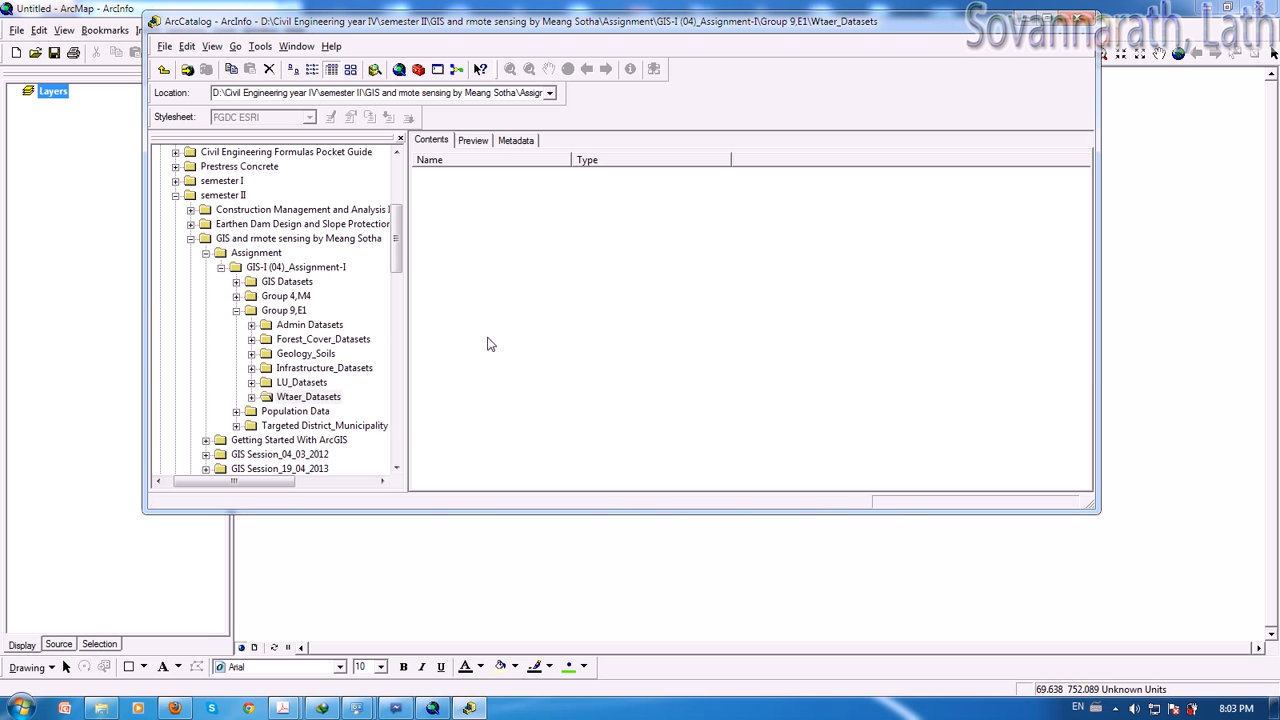 Untitled - ArcMap - ArcInfo
File Edit View Bookmarks
ArcCatalog - ArcInfo - D:\Civil Engineering year IV\semester II\GIS and rmote sensing by Meang Sotha\Assignment\GIS-I (04)_Assignment-I\Group 9,E1\Wtaer_Datasets
Sovannarath, Lath
File Edit View Go Tools Window Help
Location: D:\Civil Engineering year IV\semester II\GIS and rmote sensing by Meang Sotha\Assigr
Stylesheet: FGDC ESRI
Layers
Contents Preview Metadata
Name Type
Civil Engineering Formulas Pocket Guide
Prestress Concrete
semester I
semester II
Construction Management and Analysis
Earthen Dam Design and Slope Protection
GIS and rmote sensing by Meang Sotha
Assignment
GIS-I (04)_Assignment-I
GIS Datasets
Group 4,M4
Group 9,E1
Admin Datasets
Forest_Cover_Datasets
Geology_Soils
Infrastructure_Datasets
LU_Datasets
Wtaer_Datasets
Population Data
Targeted District_Municipality
Getting Started With ArcGIS
GIS Session_04_03_2012
GIS Session_19_04_2013
Display Source Selection
Drawing Arial 10 B I U A
69.638 752.089 Unknown Units
EN 8:03 PM